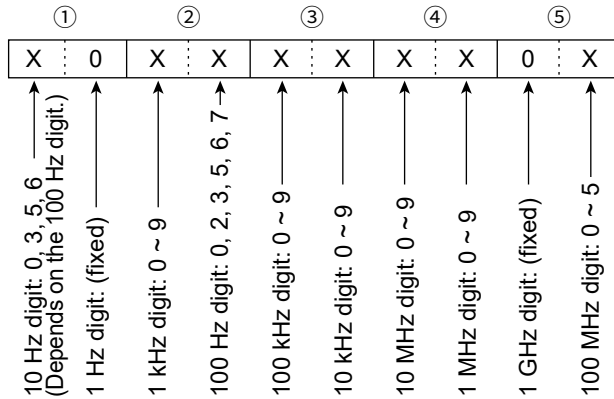 ① ② ③ ④ ⑤
X 0 X X X X X X 0 X
10 Hz digit: 0, 3, 5, 6
(Depends on the 100 Hz digit.)
1 Hz digit: (fixed)
1 kHz digit: 0 ~ 9
100 Hz digit: 0, 2, 3, 5, 6, 7
100 kHz digit: 0 ~ 9
10 kHz digit: 0 ~ 9
10 MHz digit: 0 ~ 9
1 MHz digit: 0 ~ 9
1 GHz digit: (fixed)
100 MHz digit: 0 ~ 5